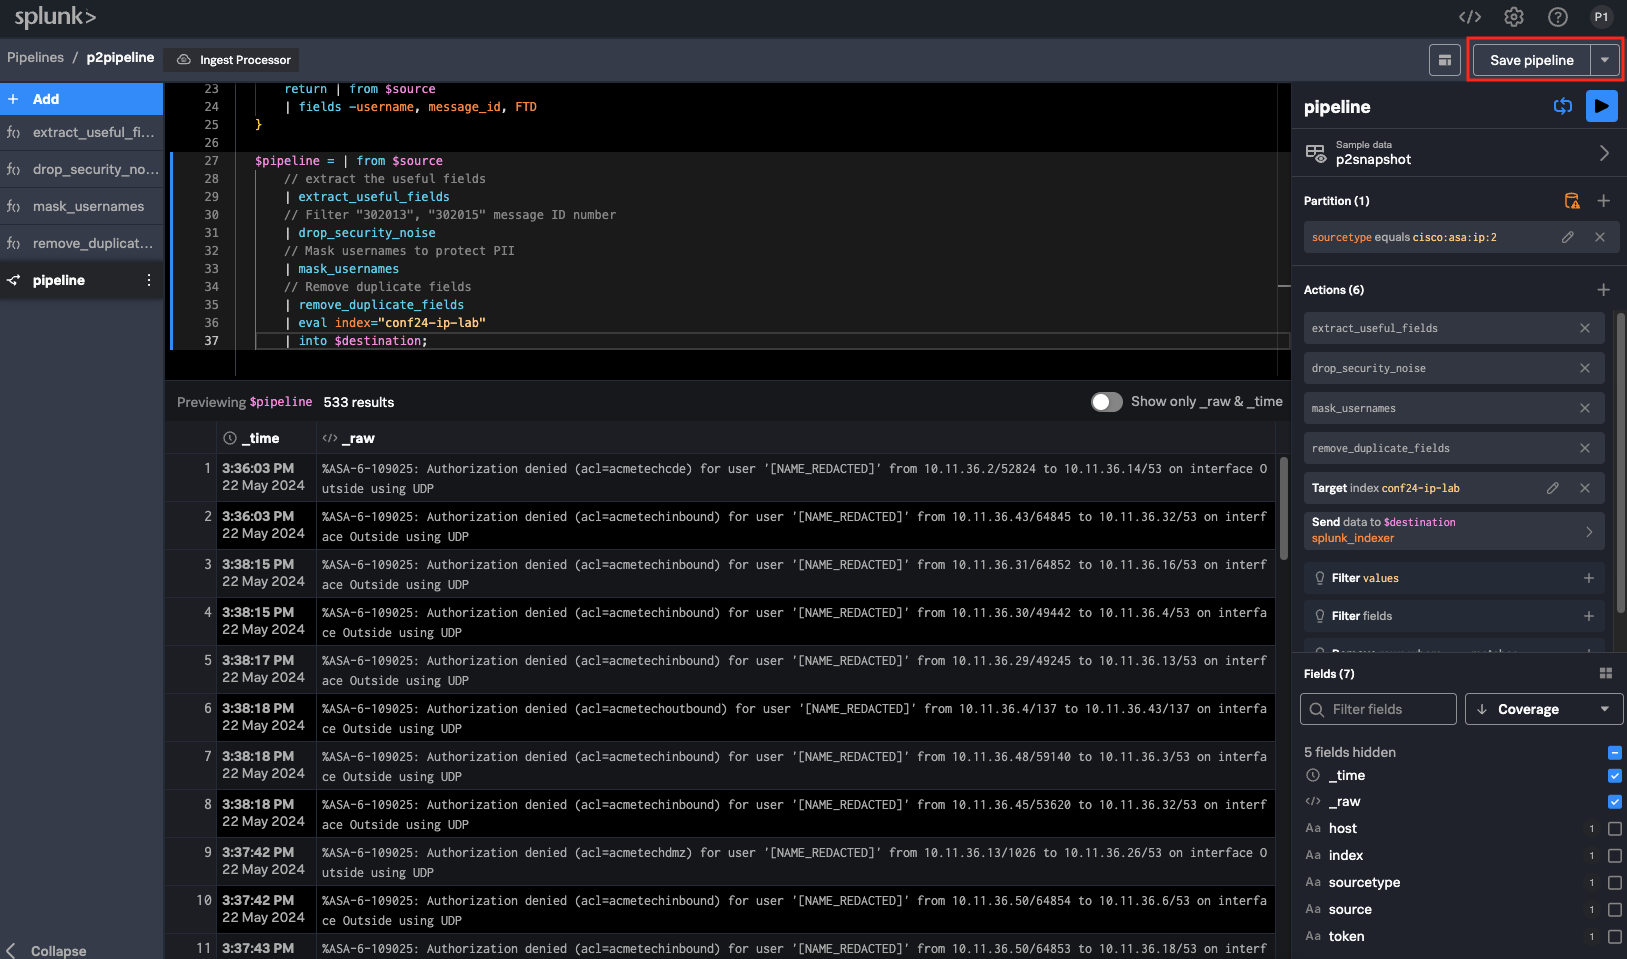 splunk>
P1
Pipelines / p2pipeline
Ingest Processor
Save pipeline
+ Add
f() extract_useful_fi...
f() drop_security_no...
f() mask_usernames
f() remove_duplicat...
pipeline
Collapse
23 return | from $source
24 | fields -username, message_id, FTD
25 }
26
27 $pipeline = | from $source
28 // extract the useful fields
29 | extract_useful_fields
30 // Filter "302013", "302015" message ID number
31 | drop_security_noise
32 // Mask usernames to protect PII
33 | mask_usernames
34 // Remove duplicate fields
35 | remove_duplicate_fields
36 | eval index="conf24-ip-lab"
37 | into $destination;
Previewing $pipeline 533 results
Show only _raw & _time
_time </> _raw
1 3:36:03 PM %ASA-6-109025: Authorization denied (acl=acmetechcde) for user '[NAME_REDACTED]' from 10.11.36.2/52824 to 10.11.36.14/53 on interface O
22 May 2024 utside using UDP
2 3:36:03 PM %ASA-6-109025: Authorization denied (acl=acmetechinbound) for user '[NAME_REDACTED]' from 10.11.36.43/64845 to 10.11.36.32/53 on interf
22 May 2024 ace Outside using UDP
3 3:38:15 PM %ASA-6-109025: Authorization denied (acl=acmetechinbound) for user '[NAME_REDACTED]' from 10.11.36.31/64852 to 10.11.36.16/53 on interf
22 May 2024 ace Outside using UDP
4 3:38:15 PM %ASA-6-109025: Authorization denied (acl=acmetechinbound) for user '[NAME_REDACTED]' from 10.11.36.30/49442 to 10.11.36.4/53 on interfa
22 May 2024 ce Outside using UDP
5 3:38:17 PM %ASA-6-109025: Authorization denied (acl=acmetechinbound) for user '[NAME_REDACTED]' from 10.11.36.29/49245 to 10.11.36.13/53 on interf
22 May 2024 ace Outside using UDP
6 3:38:18 PM %ASA-6-109025: Authorization denied (acl=acmetechoutbound) for user '[NAME_REDACTED]' from 10.11.36.4/137 to 10.11.36.43/137 on interfa
22 May 2024 ce Outside using UDP
7 3:38:18 PM %ASA-6-109025: Authorization denied (acl=acmetechinbound) for user '[NAME_REDACTED]' from 10.11.36.48/59140 to 10.11.36.3/53 on interfa
22 May 2024 ce Outside using UDP
8 3:38:18 PM %ASA-6-109025: Authorization denied (acl=acmetechinbound) for user '[NAME_REDACTED]' from 10.11.36.45/53620 to 10.11.36.32/53 on interf
22 May 2024 ace Outside using UDP
9 3:37:42 PM %ASA-6-109025: Authorization denied (acl=acmetechdmz) for user '[NAME_REDACTED]' from 10.11.36.13/1026 to 10.11.36.26/53 on interface O
22 May 2024 utside using UDP
10 3:37:42 PM %ASA-6-109025: Authorization denied (acl=acmetechinbound) for user '[NAME_REDACTED]' from 10.11.36.50/64854 to 10.11.36.6/53 on interfa
22 May 2024 ce Outside using UDP
11 3:37:43 PM %ASA-6-109025: Authorization denied (acl=acmetechinbound) for user '[NAME_REDACTED]' from 10.11.36.50/64853 to 10.11.36.18/53 on interf
pipeline
Sample data
p2snapshot
Partition (1)
sourcetype equals cisco:asa:ip:2
Actions (6)
extract_useful_fields
drop_security_noise
mask_usernames
remove_duplicate_fields
Target index conf24-ip-lab
Send data to $destination
splunk_indexer
Filter values
Filter fields
Fields (7)
Filter fields
Coverage
5 fields hidden
_time
</> _raw
Aa host 1
Aa index 1
Aa sourcetype 1
Aa source 1
Aa token 1